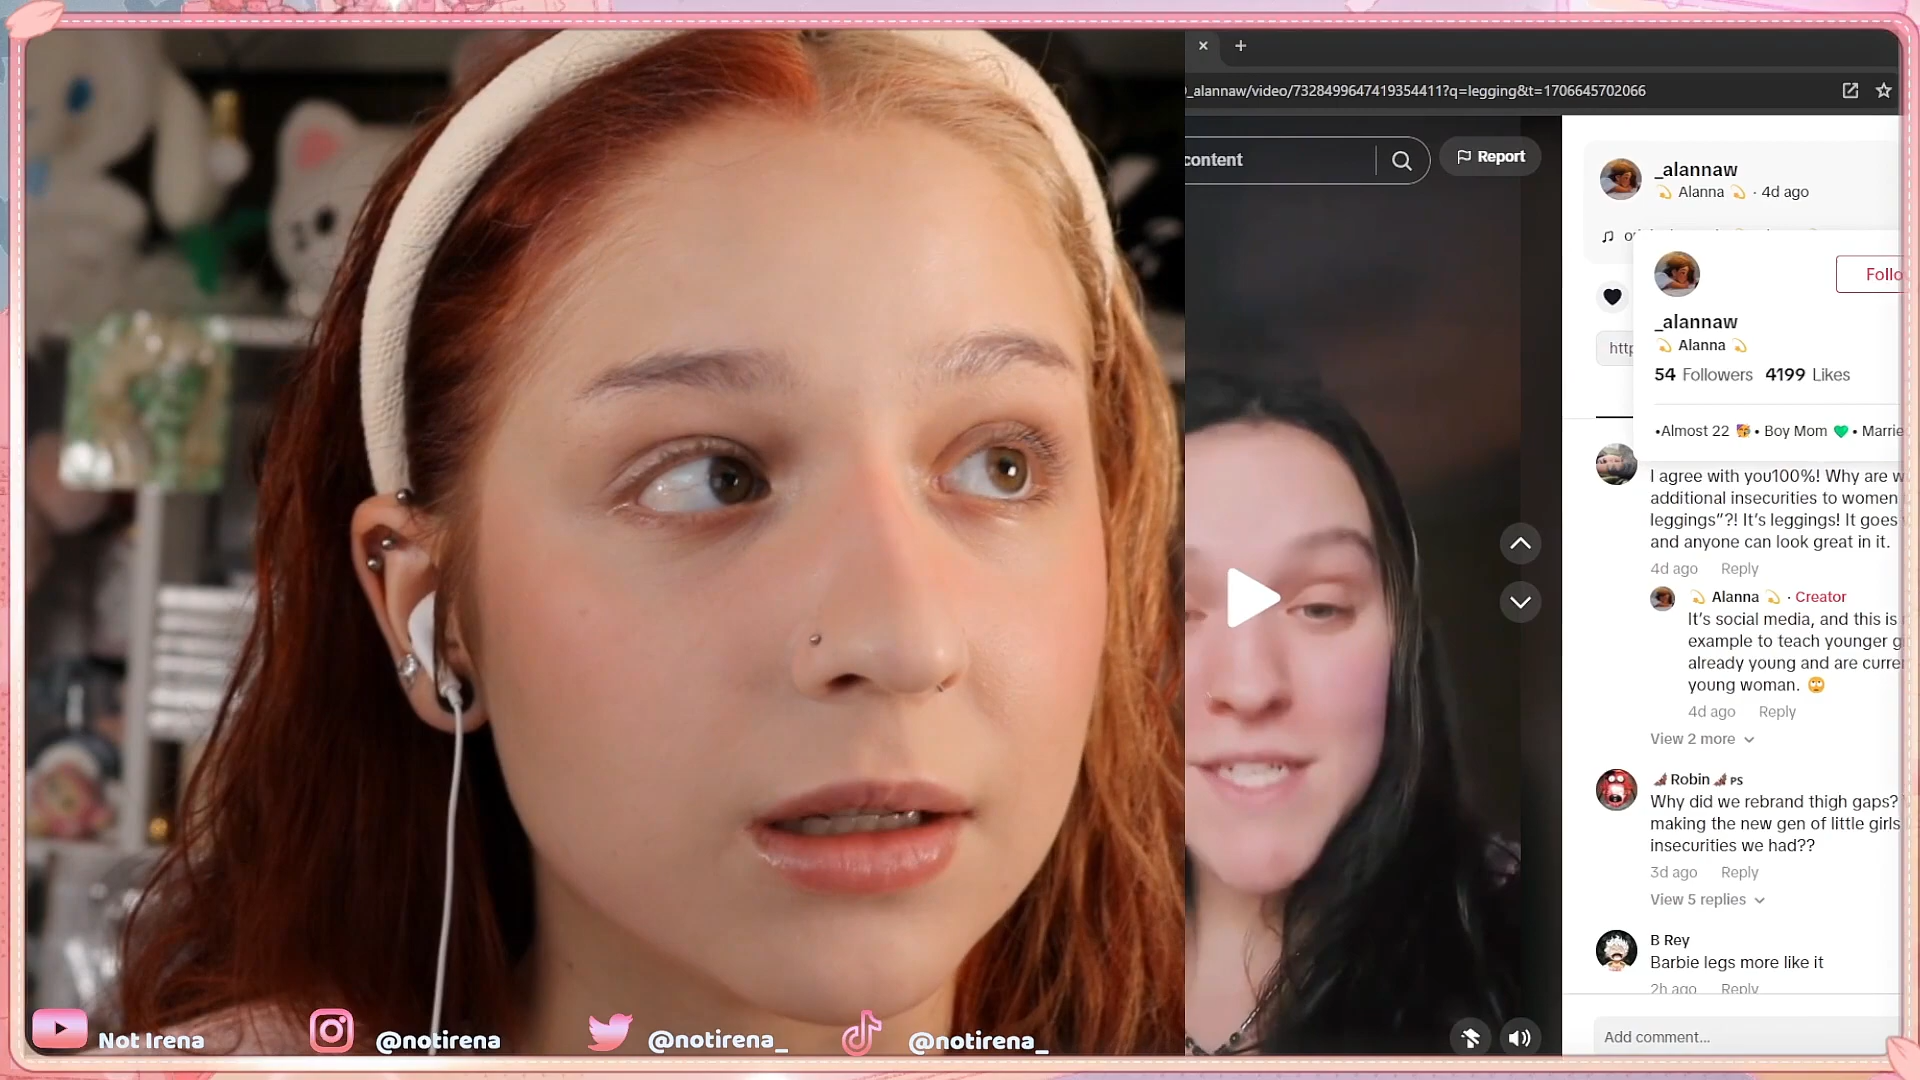 _alannaw/video/7328499647419354411?q=legging&t=1706645702066
content
Report
_alannaw
Alanna · 4d ago
Follo
_alannaw
Alanna
54 Followers 4199 Likes
http
•Almost 22 • Boy Mom • Marrie
I agree with you100%! Why are w
additional insecurities to women
leggings”?! It’s leggings! It goes
and anyone can look great in it.
4d ago Reply
Alanna · Creator
It’s social media, and this is
example to teach younger g
already young and are curre
young woman.
4d ago Reply
View 2 more
Robin PS
Why did we rebrand thigh gaps?
making the new gen of little girls
insecurities we had??
3d ago Reply
View 5 replies
B Rey
Barbie legs more like it
2h ago Reply
Add comment...
Not Irena @notirena @notirena_ @notirena_